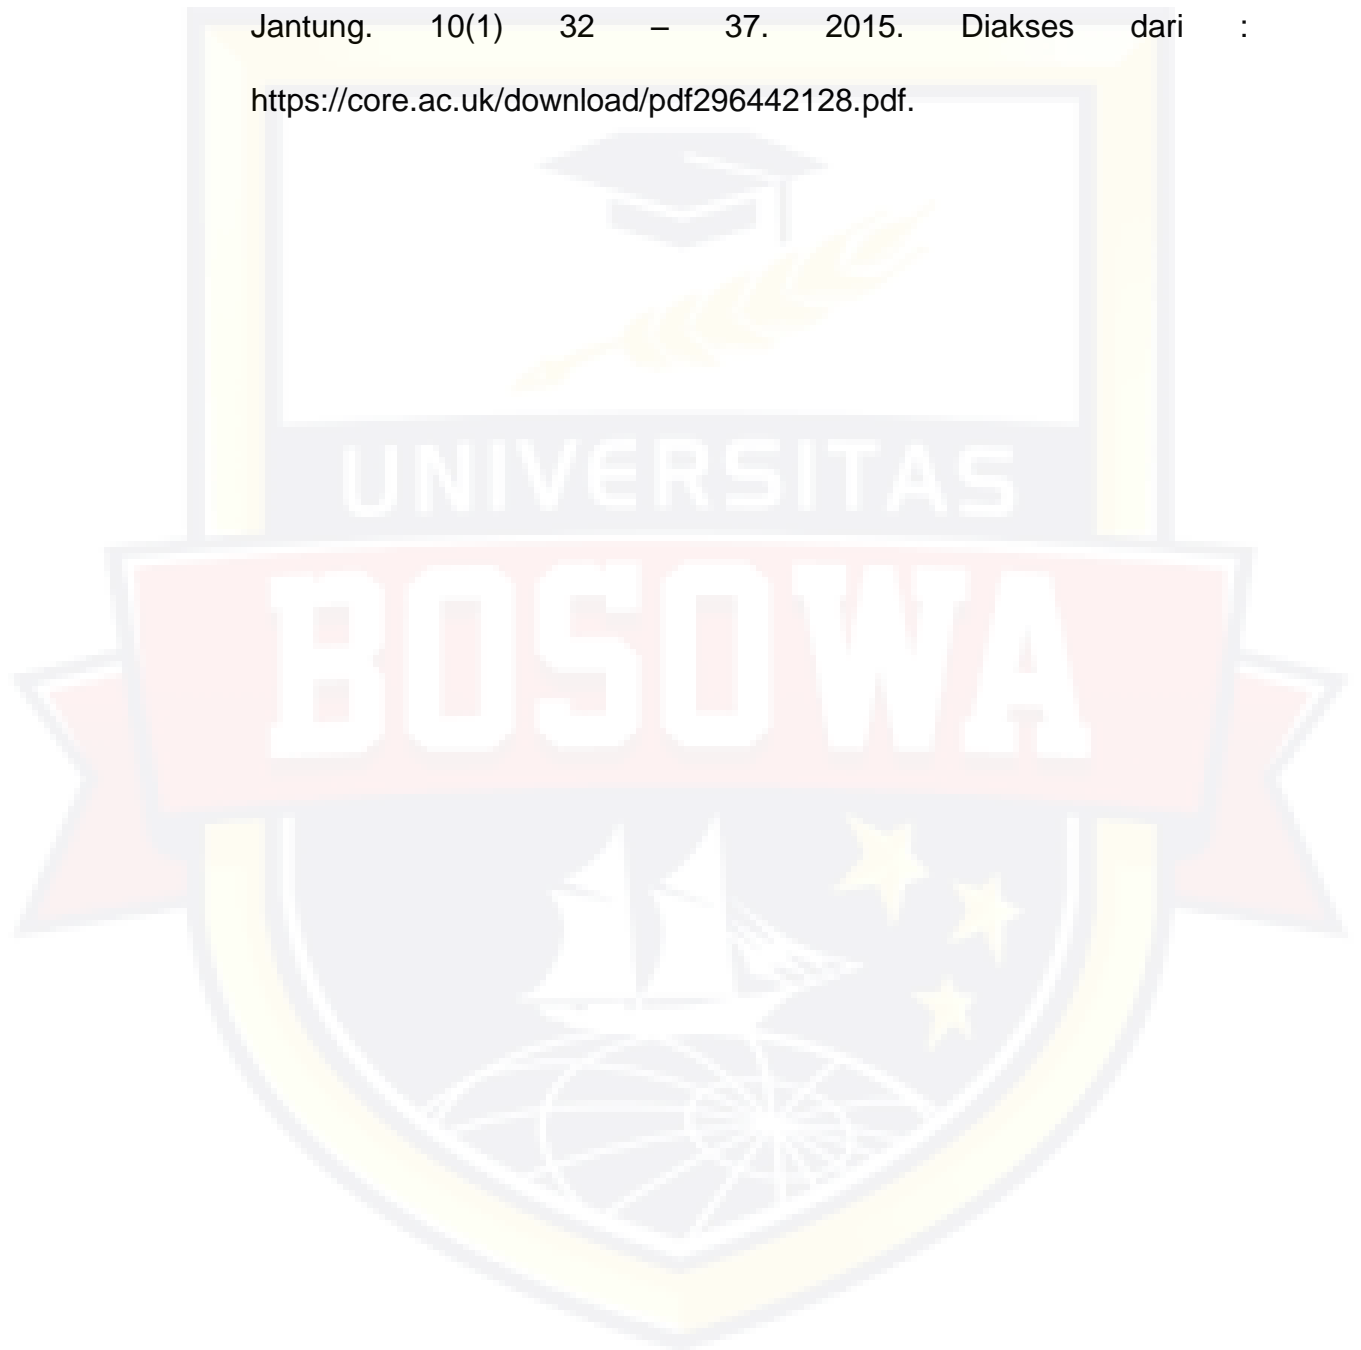 Jantung. 10(1) 32 – 37. 2015. Diakses dari :
https://core.ac.uk/download/pdf296442128.pdf.
UNIVERSITAS
BOSOWA